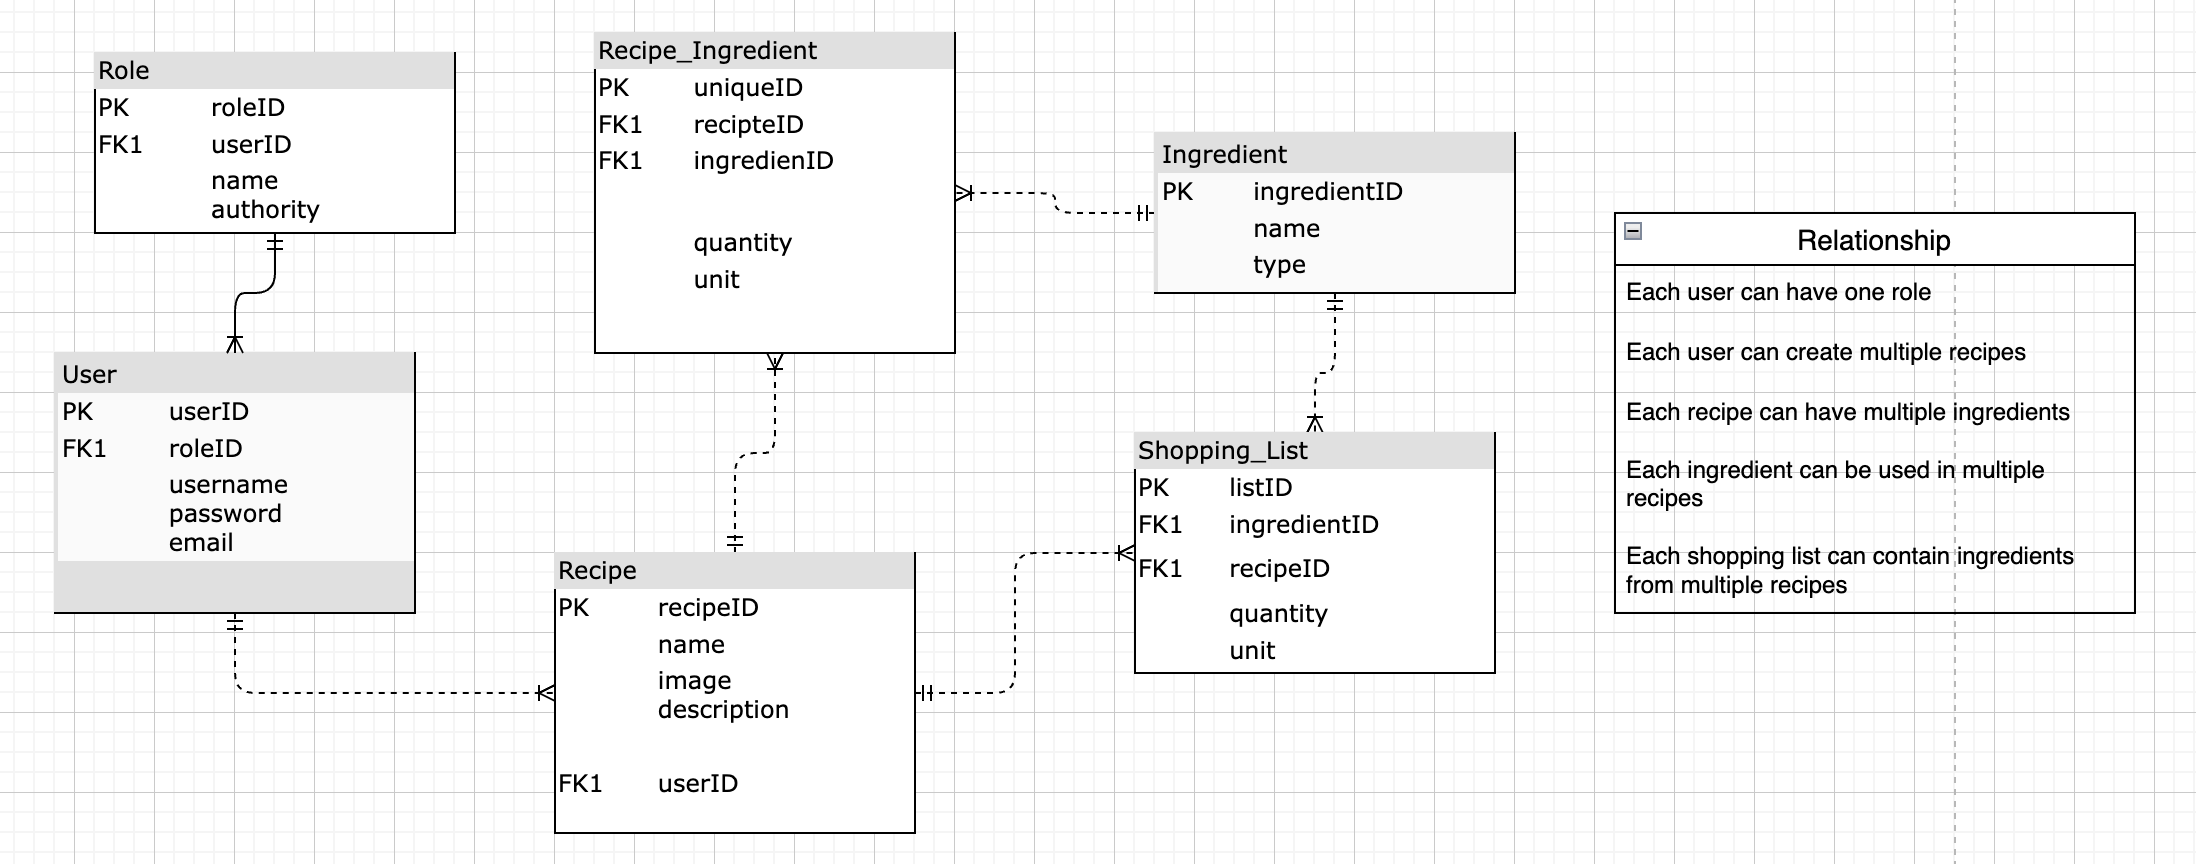 Role
PK roleID
FK1 userID
name
authority
Recipe_Ingredient
PK uniqueID
FK1 recipteID
FK1 ingredienID
quantity
unit
Ingredient
PK ingredientID
name
type
User
PK userID
FK1 roleID
username
password
email
Recipe
PK recipeID
name
image
description
FK1 userID
Shopping_List
PK listID
FK1 ingredientID
FK1 recipeID
quantity
unit
Relationship
Each user can have one role
Each user can create multiple recipes
Each recipe can have multiple ingredients
Each ingredient can be used in multiple
recipes
Each shopping list can contain ingredients
from multiple recipes